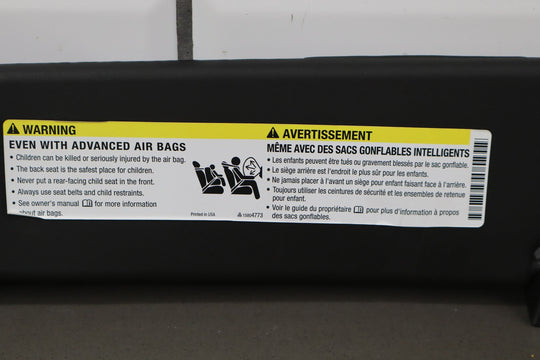 WARNING
EVEN WITH ADVANCED AIR BAGS
• Children can be killed or seriously injured by the air bag.
• The back seat is the safest place for children.
• Never put a rear-facing child seat in the front.
• Always use seat belts and child restraints.
• See owner's manual for more information
about air bags.
Printed in USA
15904773
AVERTISSEMENT
MÊME AVEC DES SACS GONFLABLES INTELLIGENTS
• Les enfants peuvent être tués ou gravement blessés par le sac gonflable.
• Le siège arrière est l'endroit le plus sûr pour les enfants.
• Ne jamais placer à l'avant un siège pour enfant faisant face à l'arrière.
• Toujours utiliser les ceintures de sécurité et les ensembles de retenue
pour enfant.
• Voir le guide du propriétaire pour plus d'information à propos
des sacs gonflables.